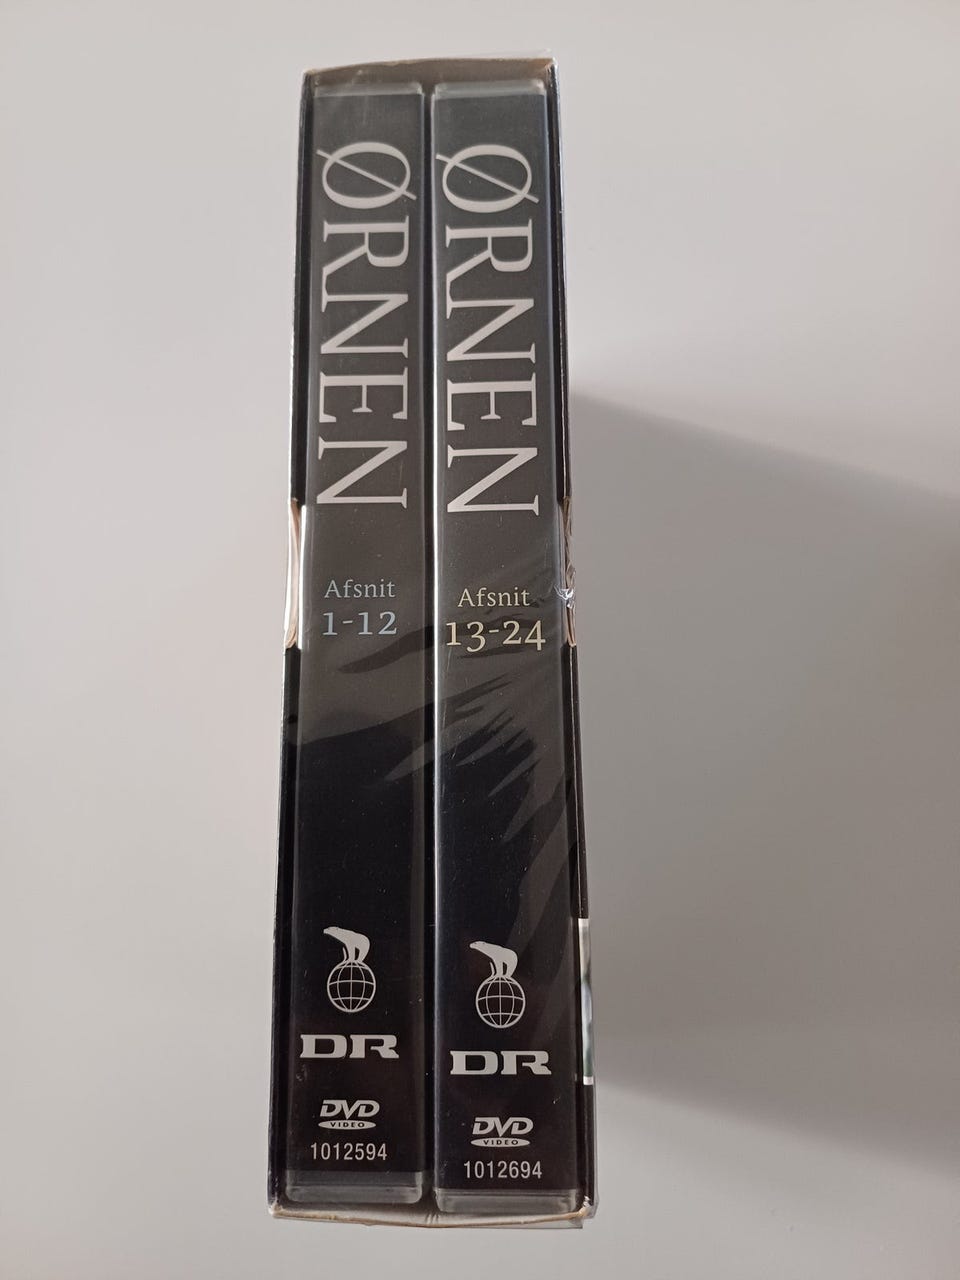 ØRNEN
Afsnit
1-12
DR
DVD
VIDEO
1012594
ØRNEN
Afsnit
13-24
DR
DVD
VIDEO
1012694